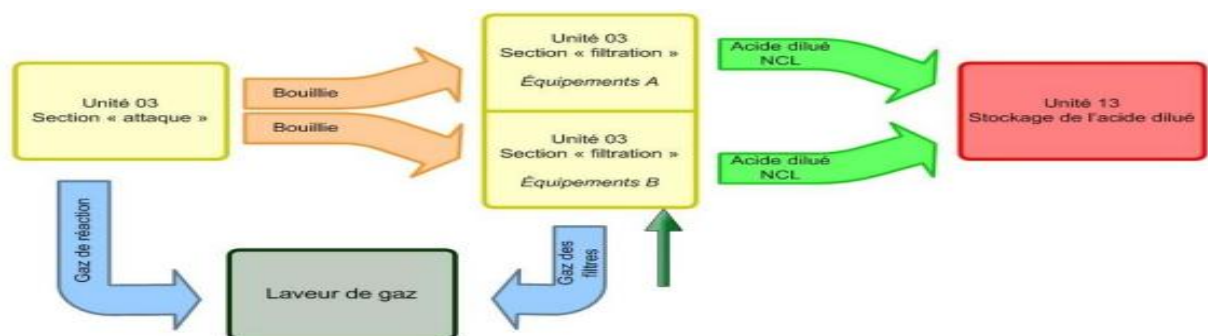 Unité 03
Section « attaque »
Bouillie
Bouillie
Unité 03
Section « filtration »
Équipements A
Unité 03
Section « filtration »
Équipements B
Acide dilué
NCL
Acide dilué
NCL
Unité 13
Stockage de l'acide dilué
Gaz de réaction
Gaz des
filtres
Laveur de gaz